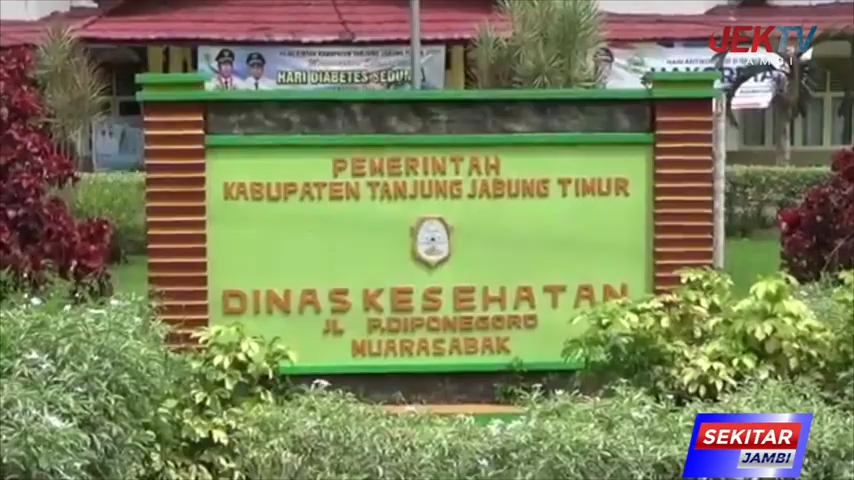 JEKTV
JAMBI
HARI DIABETES SEDUNIA
PEMERINTAH
KABUPATEN TANJUNG JABUNG TIMUR
DINAS KESEHATAN
JL P.DIPONEGORO
MUARASABAK
SEKITAR
JAMBI